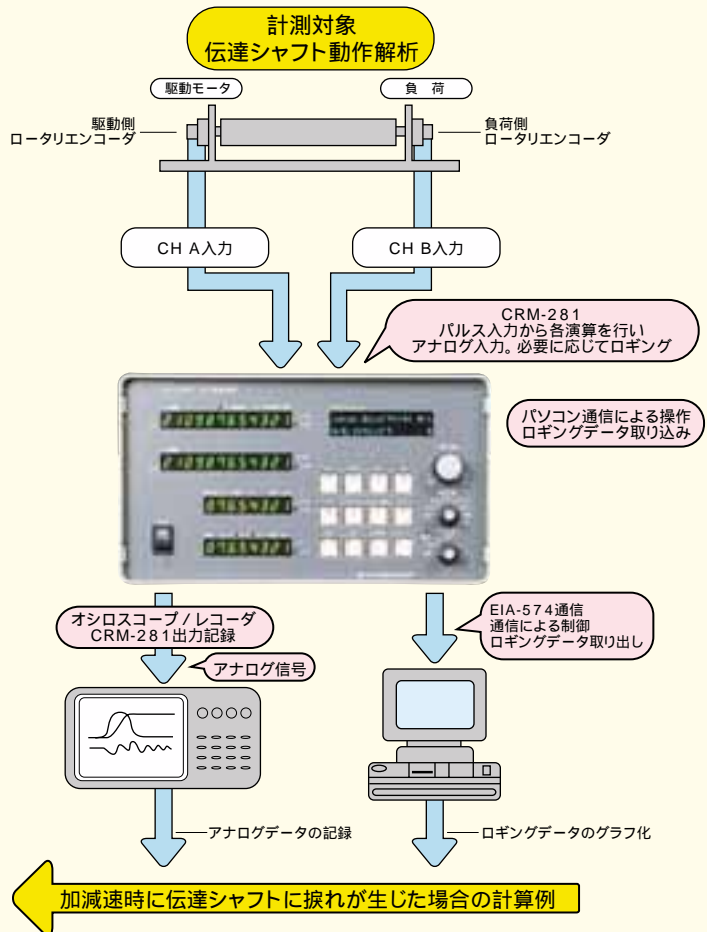 計測対象
伝達シャフト動作解析
駆動モータ
負 荷
駆動側
ロータリエンコーダ
負荷側
ロータリエンコーダ
CH A入力
CH B入力
CRM-281
パルス入力から各演算を行い
アナログ入力。必要に応じてロギング
パソコン通信による操作
ロギングデータ取り込み
オシロスコープ/レコーダ
CRM-281出力記録
アナログ信号
EIA-574通信
通信による制御
ロギングデータ取り出し
アナログデータの記録
ロギングデータのグラフ化
加減速時に伝達シャフトに捩れが生じた場合の計算例